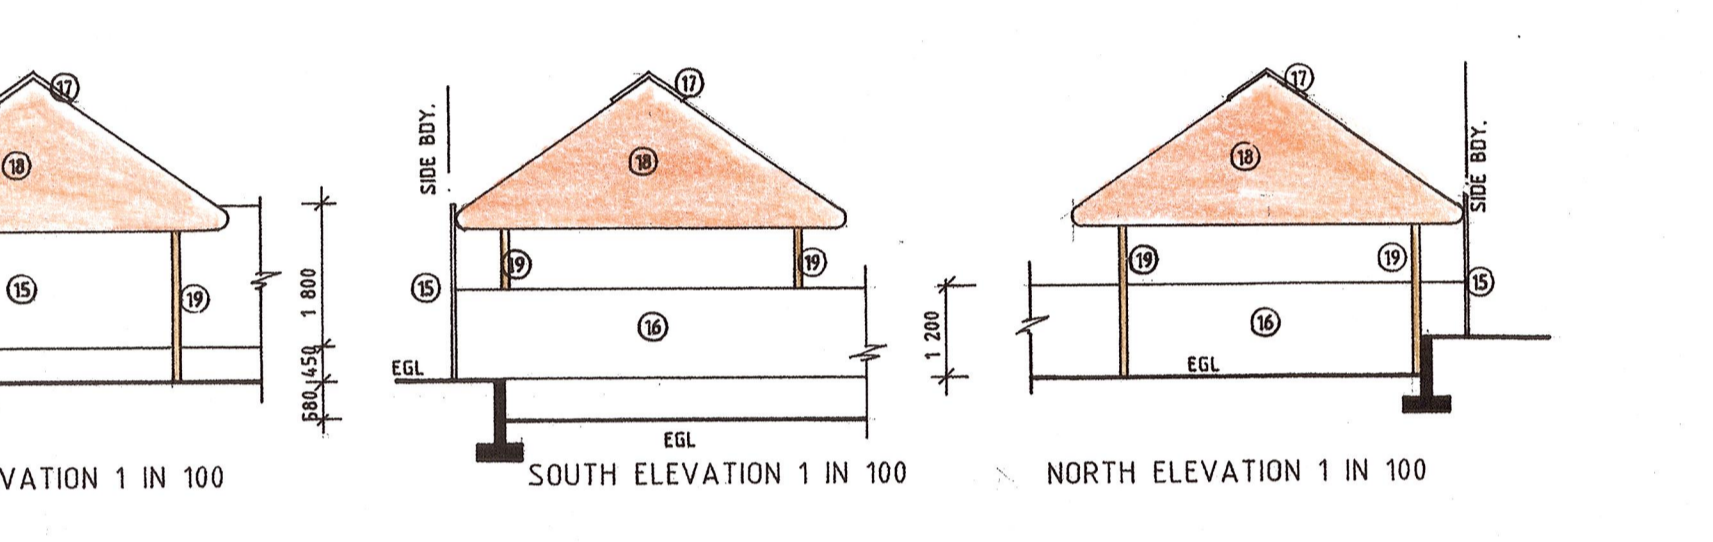 17
18
15
19
1 800
450
580
VATION 1 IN 100
SIDE BDY.
17
18
15
19
19
16
EGL
EGL
SOUTH ELEVATION 1 IN 100
1 200
17
18
SIDE BDY.
19
19
15
16
EGL
NORTH ELEVATION 1 IN 100